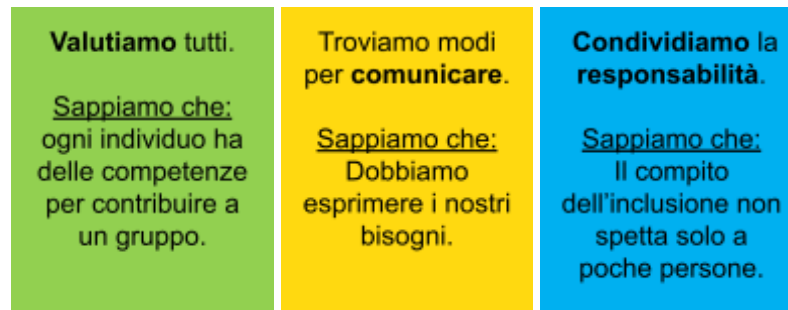 Valutiamo tutti.
Sappiamo che:
ogni individuo ha
delle competenze
per contribuire a
un gruppo.
Troviamo modi
per comunicare.
Sappiamo che:
Dobbiamo
esprimere i nostri
bisogni.
Condividiamo la
responsabilità.
Sappiamo che:
Il compito
dell'inclusione non
spetta solo a
poche persone.